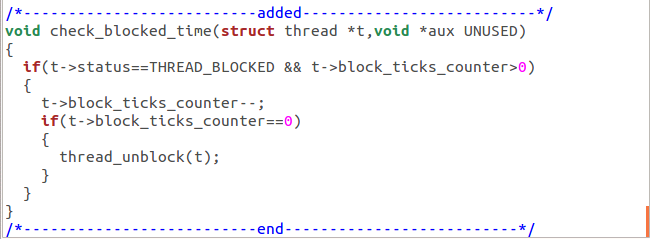 /*--------------------------added--------------------------*/
void check_blocked_time(struct thread *t,void *aux UNUSED)
{
  if(t->status==THREAD_BLOCKED && t->block_ticks_counter>0)
  {
    t->block_ticks_counter--;
    if(t->block_ticks_counter==0)
    {
      thread_unblock(t);
    }
  }
}
/*--------------------------end--------------------------*/